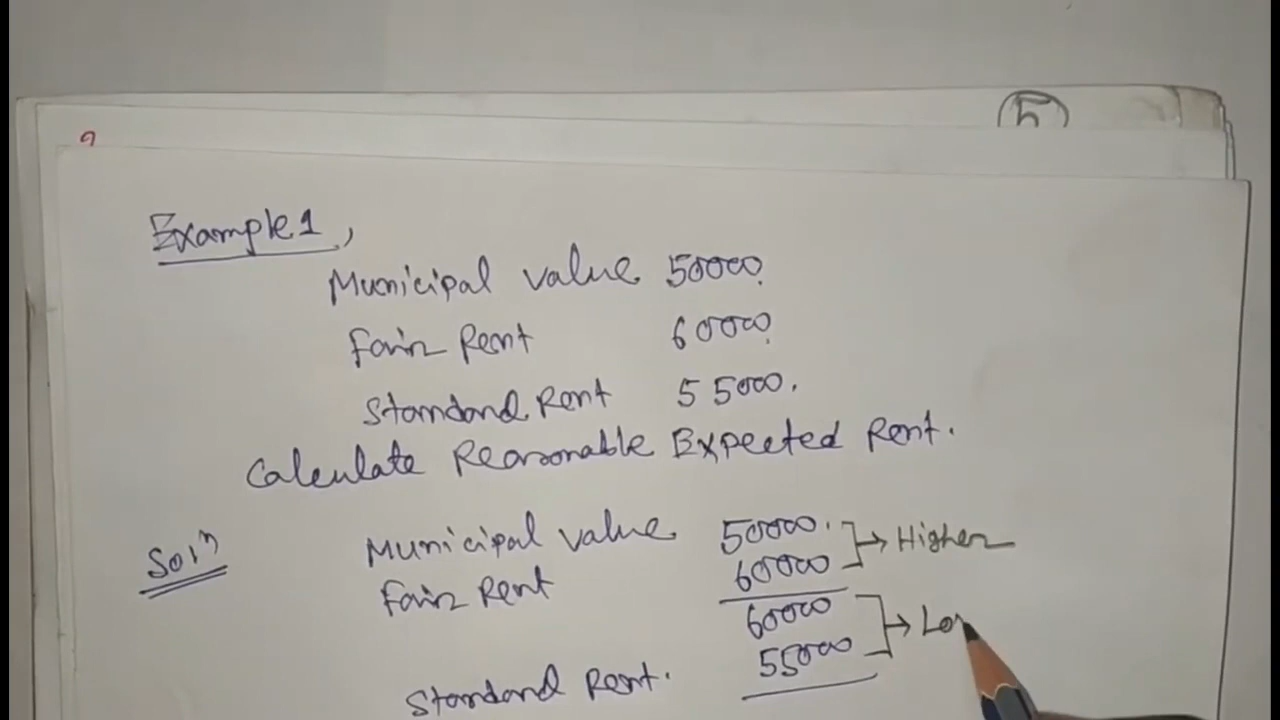 5
Example 1,
Municipal value 50000.
Fair Rent 60000.
Standard Rent 55000.
Calculate Reasonable Expected Rent.
Solⁿ
Municipal value 50000. → Higher
Fair Rent 60000
60000 → Low
Standard Rent. 55000